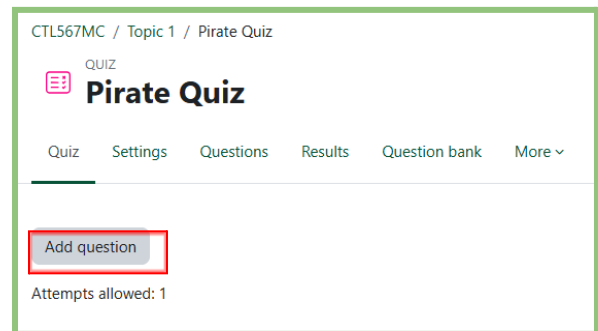 CTL567MC / Topic 1 / Pirate Quiz
QUIZ
Pirate Quiz
Quiz Settings Questions Results Question bank More
Add question
Attempts allowed: 1